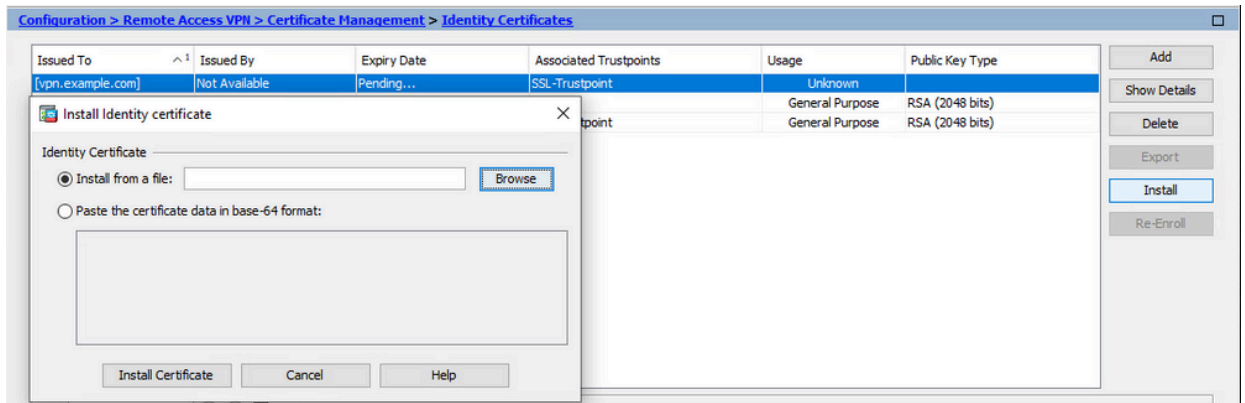 Configuration > Remote Access VPN > Certificate Management > Identity Certificates
Issued To 1 Issued By Expiry Date Associated Trustpoints Usage Public Key Type
[vpn.example.com] Not Available Pending... SSL-Trustpoint Unknown
General Purpose RSA (2048 bits)
tpoint General Purpose RSA (2048 bits)
Add
Show Details
Delete
Export
Install
Re-Enroll
Install Identity certificate
Identity Certificate
Install from a file: Browse
Paste the certificate data in base-64 format:
Install Certificate Cancel Help